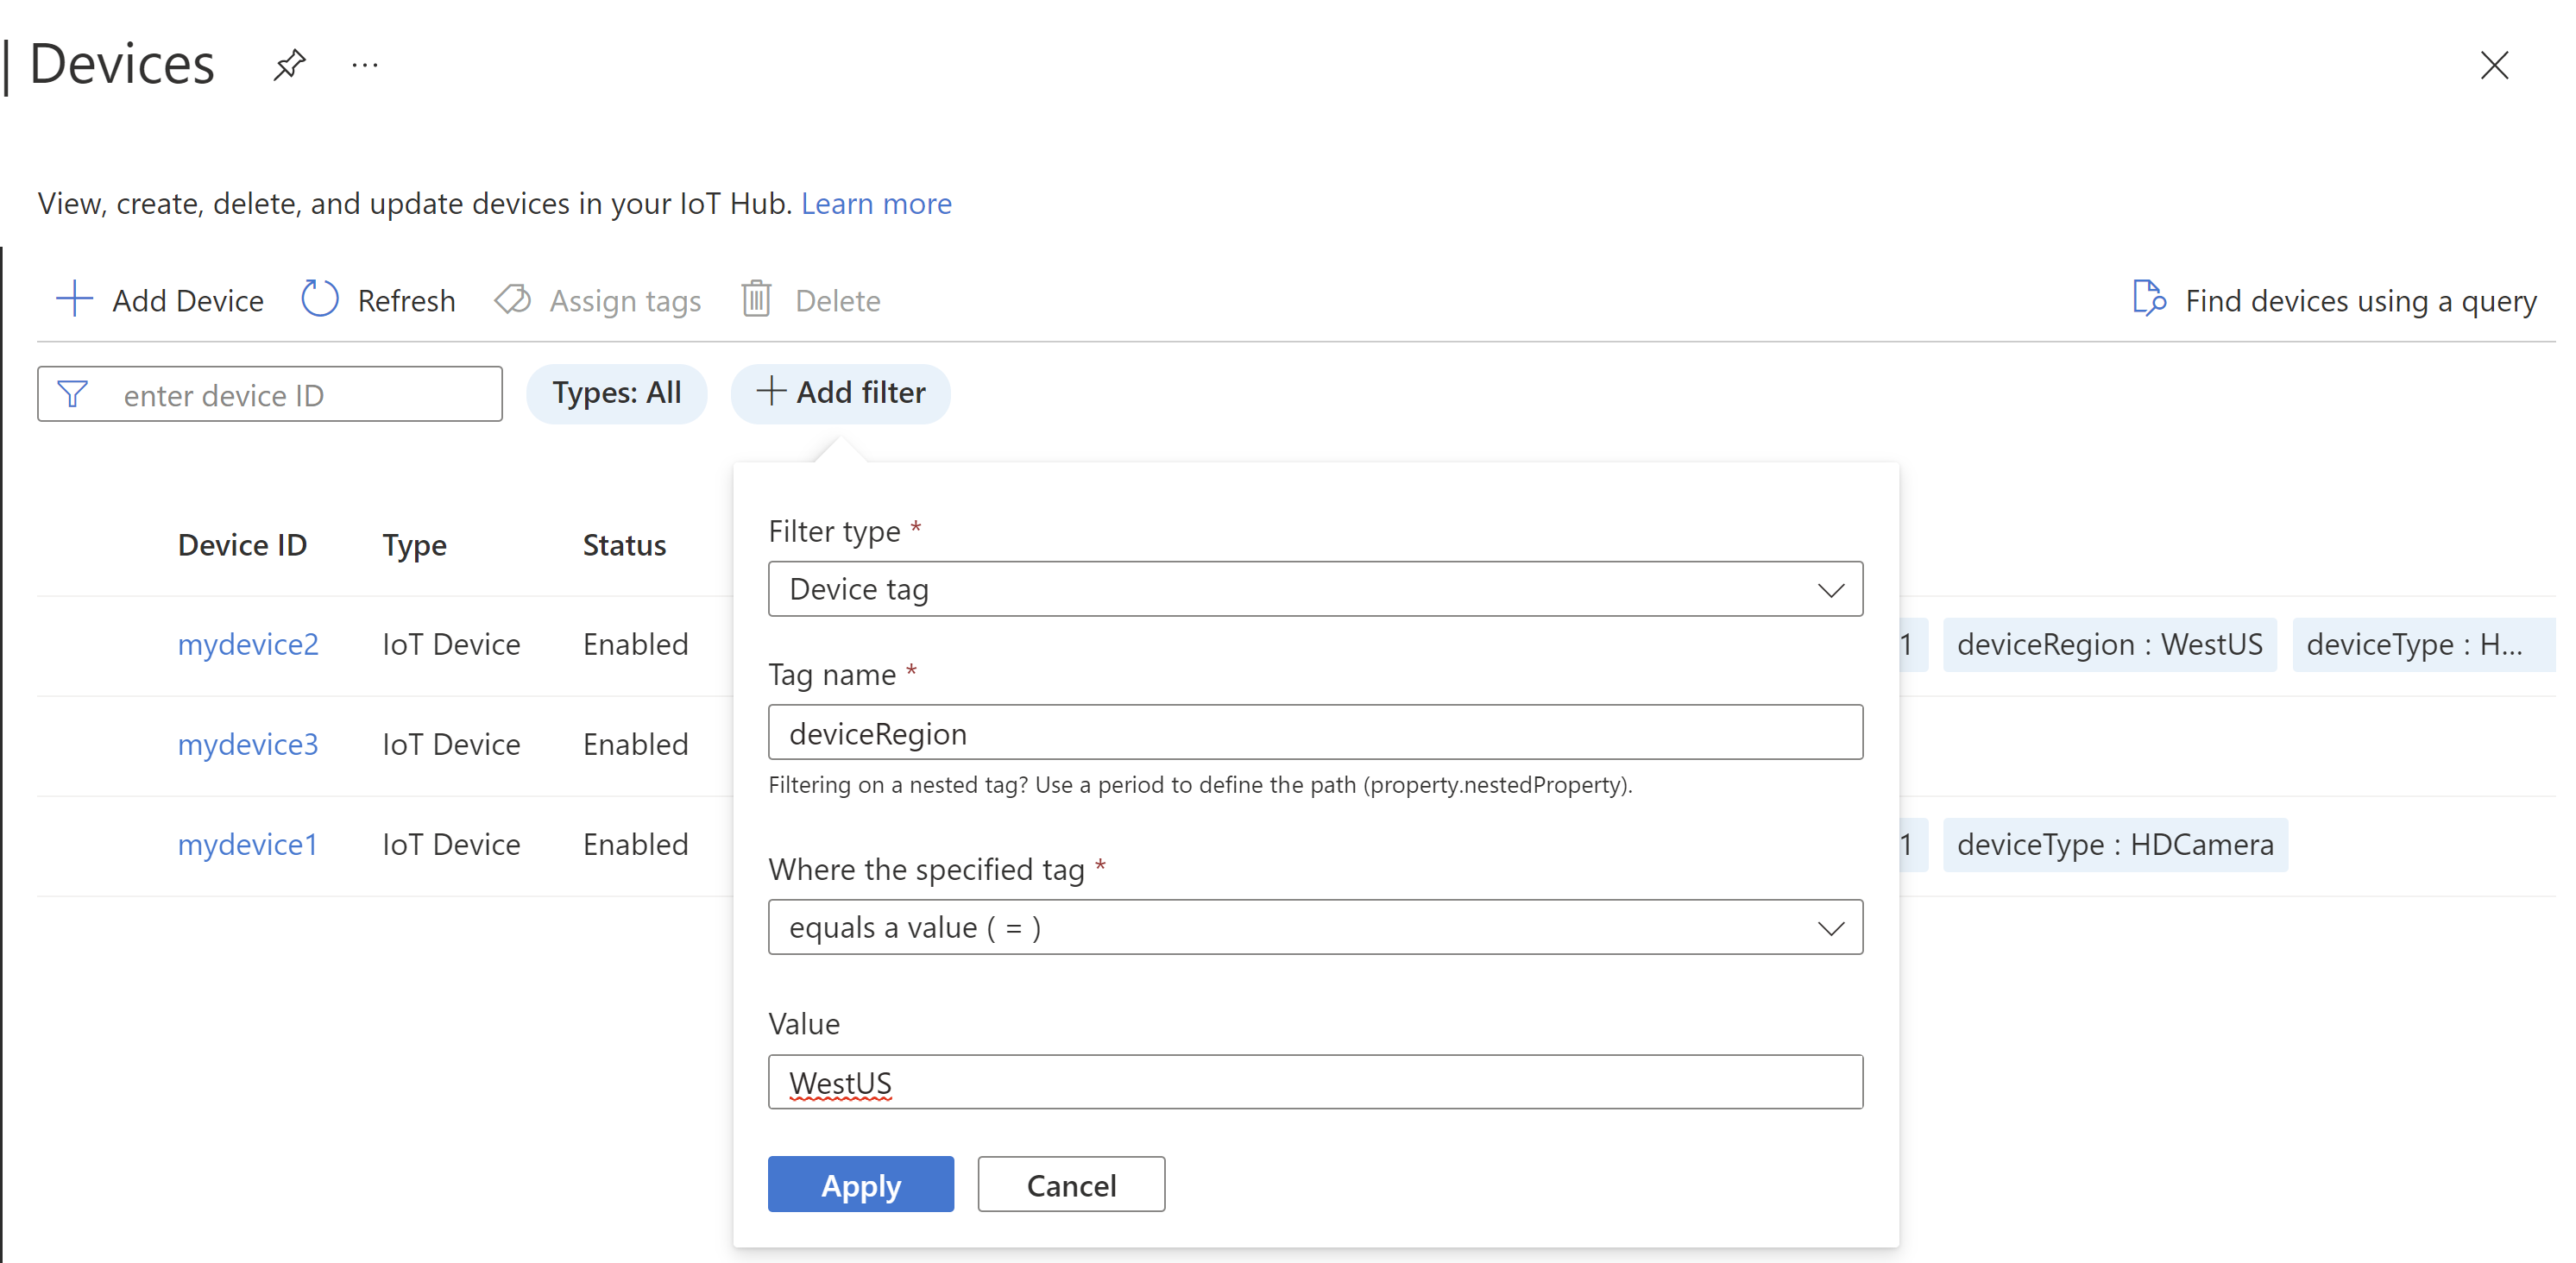 Devices ...
View, create, delete, and update devices in your IoT Hub. Learn more
Add Device Refresh Assign tags Delete Find devices using a query
enter device ID Types: All + Add filter
Device ID Type Status
mydevice2 IoT Device Enabled 1 deviceRegion : WestUS deviceType : H...
mydevice3 IoT Device Enabled
mydevice1 IoT Device Enabled 1 deviceType : HDCamera
Filter type *
Device tag
Tag name *
deviceRegion
Filtering on a nested tag? Use a period to define the path (property.nestedProperty).
Where the specified tag *
equals a value ( = )
Value
WestUS
Apply Cancel